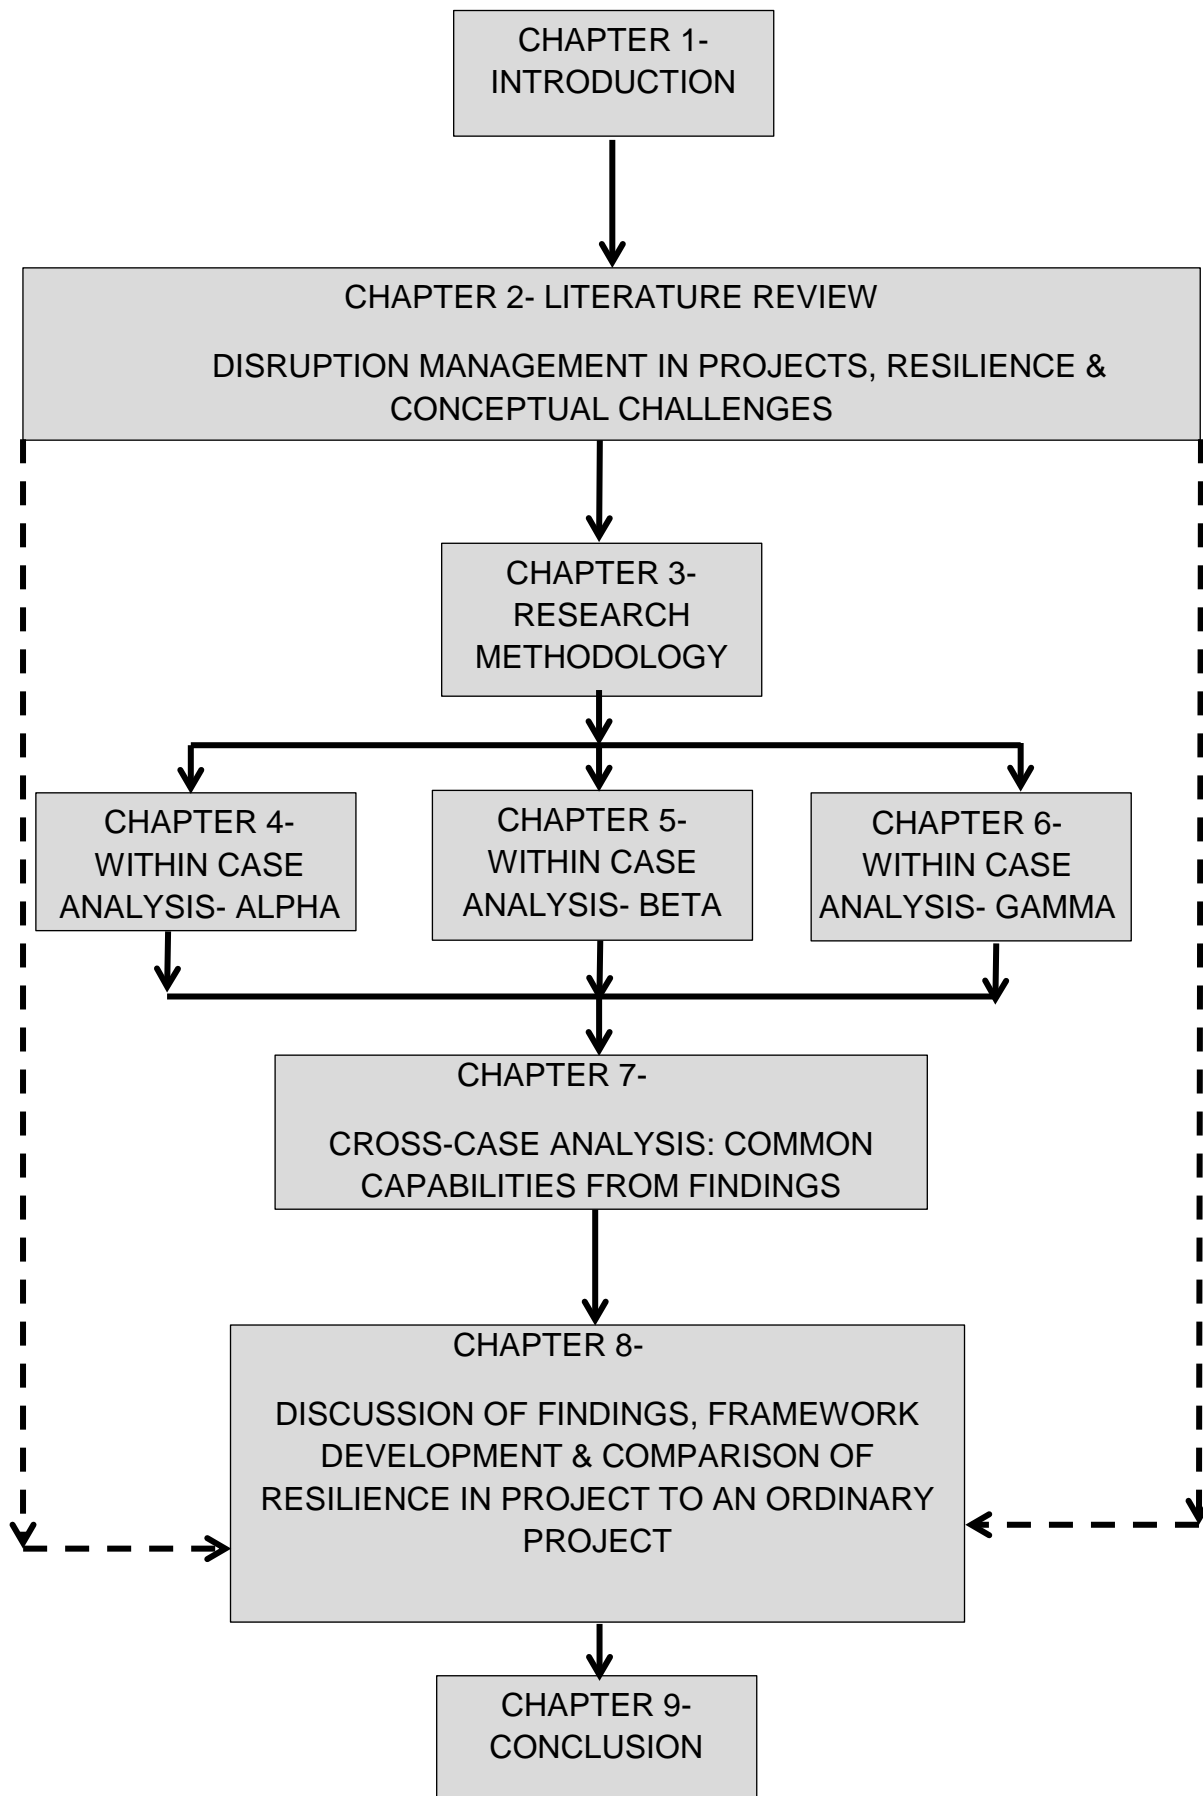 CHAPTER 1-
INTRODUCTION
CHAPTER 2- LITERATURE REVIEW
DISRUPTION MANAGEMENT IN PROJECTS, RESILIENCE &
CONCEPTUAL CHALLENGES
CHAPTER 3-
RESEARCH
METHODOLOGY
CHAPTER 4-
WITHIN CASE
ANALYSIS- ALPHA
CHAPTER 5-
WITHIN CASE
ANALYSIS- BETA
CHAPTER 6-
WITHIN CASE
ANALYSIS- GAMMA
CHAPTER 7-
CROSS-CASE ANALYSIS: COMMON
CAPABILITIES FROM FINDINGS
CHAPTER 8-
DISCUSSION OF FINDINGS, FRAMEWORK
DEVELOPMENT & COMPARISON OF
RESILIENCE IN PROJECT TO AN ORDINARY
PROJECT
CHAPTER 9-
CONCLUSION